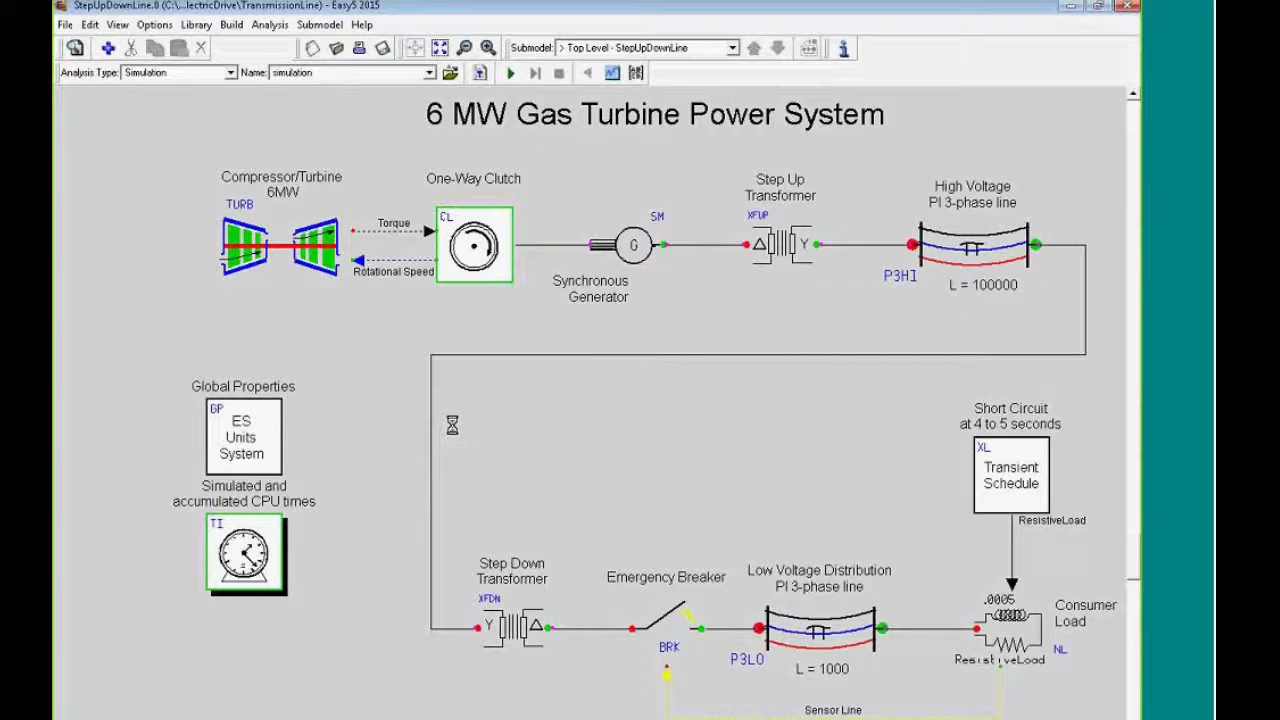 StepUpDownLine.0 (C:\...lectricDrive\TransmissionLine) - Easy5 2015
File Edit View Options Library Build Analysis Submodel Help
Submodel: > Top Level - StepUpDownLine
Analysis Type: Simulation Name: simulation
6 MW Gas Turbine Power System
Compressor/Turbine
6MW
TURB
Torque
Rotational Speed
One-Way Clutch
CL
SM
G
Synchronous
Generator
Step Up
Transformer
XFUP
Y
High Voltage
PI 3-phase line
P3HI
L = 100000
Global Properties
GP
ES
Units
System
Simulated and
accumulated CPU times
TI
Short Circuit
at 4 to 5 seconds
XL
Transient
Schedule
ResistiveLoad
Step Down
Transformer
XFDN
Y
Emergency Breaker
BRK
Low Voltage Distribution
PI 3-phase line
P3LO
L = 1000
.0005
Consumer
Load
NL
ResistiveLoad
Sensor Line